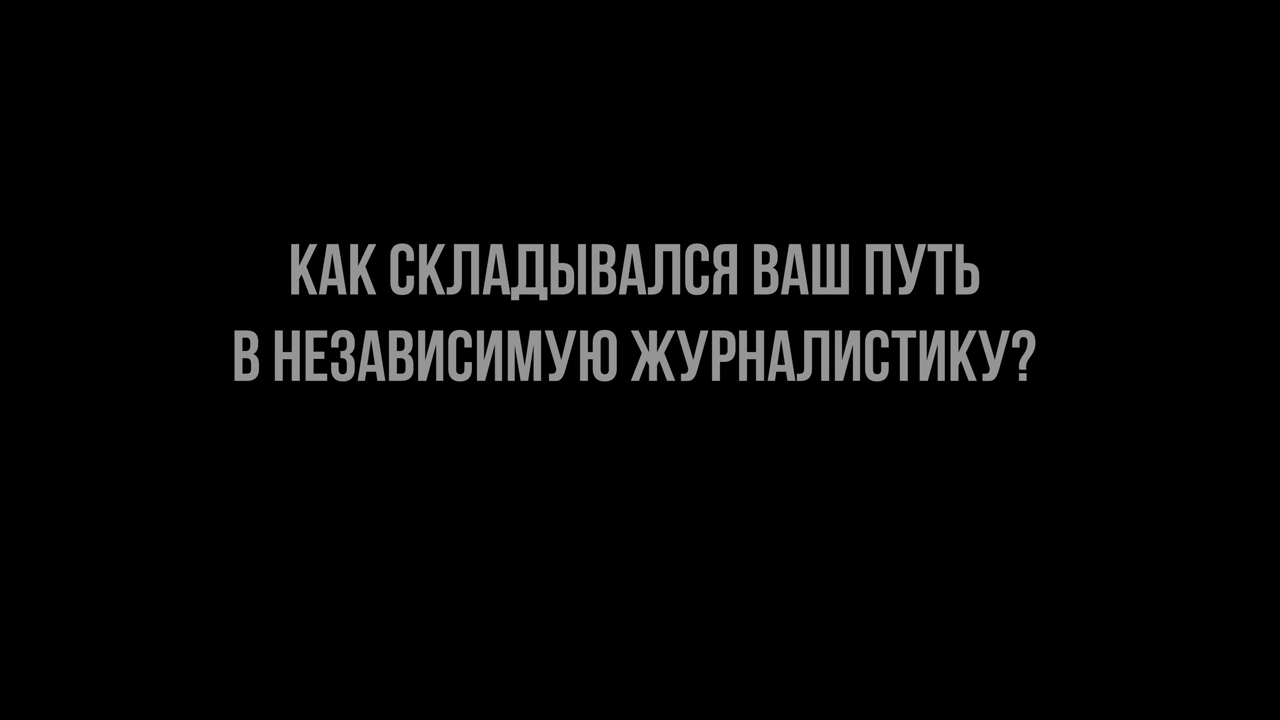 КАК СКЛАДЫВАЛСЯ ВАШ ПУТЬ
В НЕЗАВИСИМУЮ ЖУРНАЛИСТИКУ?